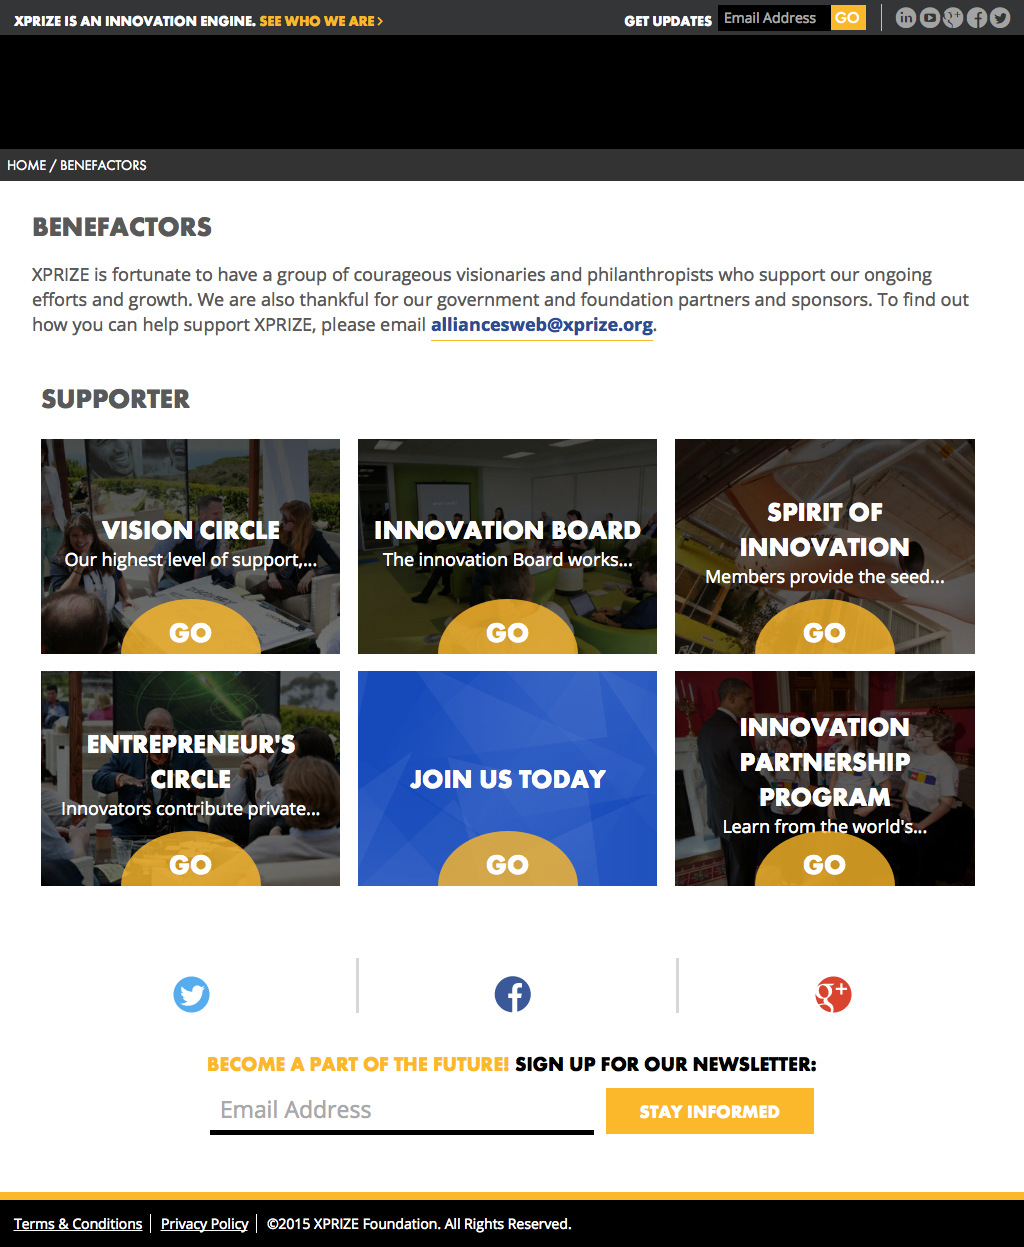 XPRIZE IS AN INNOVATION ENGINE. SEE WHO WE ARE >
GET UPDATES Email Address GO
HOME / BENEFACTORS
BENEFACTORS
XPRIZE is fortunate to have a group of courageous visionaries and philanthropists who support our ongoing
efforts and growth. We are also thankful for our government and foundation partners and sponsors. To find out
how you can help support XPRIZE, please email alliancesweb@xprize.org.
SUPPORTER
VISION CIRCLE
Our highest level of support,...
GO
INNOVATION BOARD
The innovation Board works...
GO
SPIRIT OF
INNOVATION
Members provide the seed...
GO
ENTREPRENEUR'S
CIRCLE
Innovators contribute private...
GO
JOIN US TODAY
GO
INNOVATION
PARTNERSHIP
PROGRAM
Learn from the world's...
GO
BECOME A PART OF THE FUTURE! SIGN UP FOR OUR NEWSLETTER:
Email Address
STAY INFORMED
Terms & Conditions
Privacy Policy
©2015 XPRIZE Foundation. All Rights Reserved.